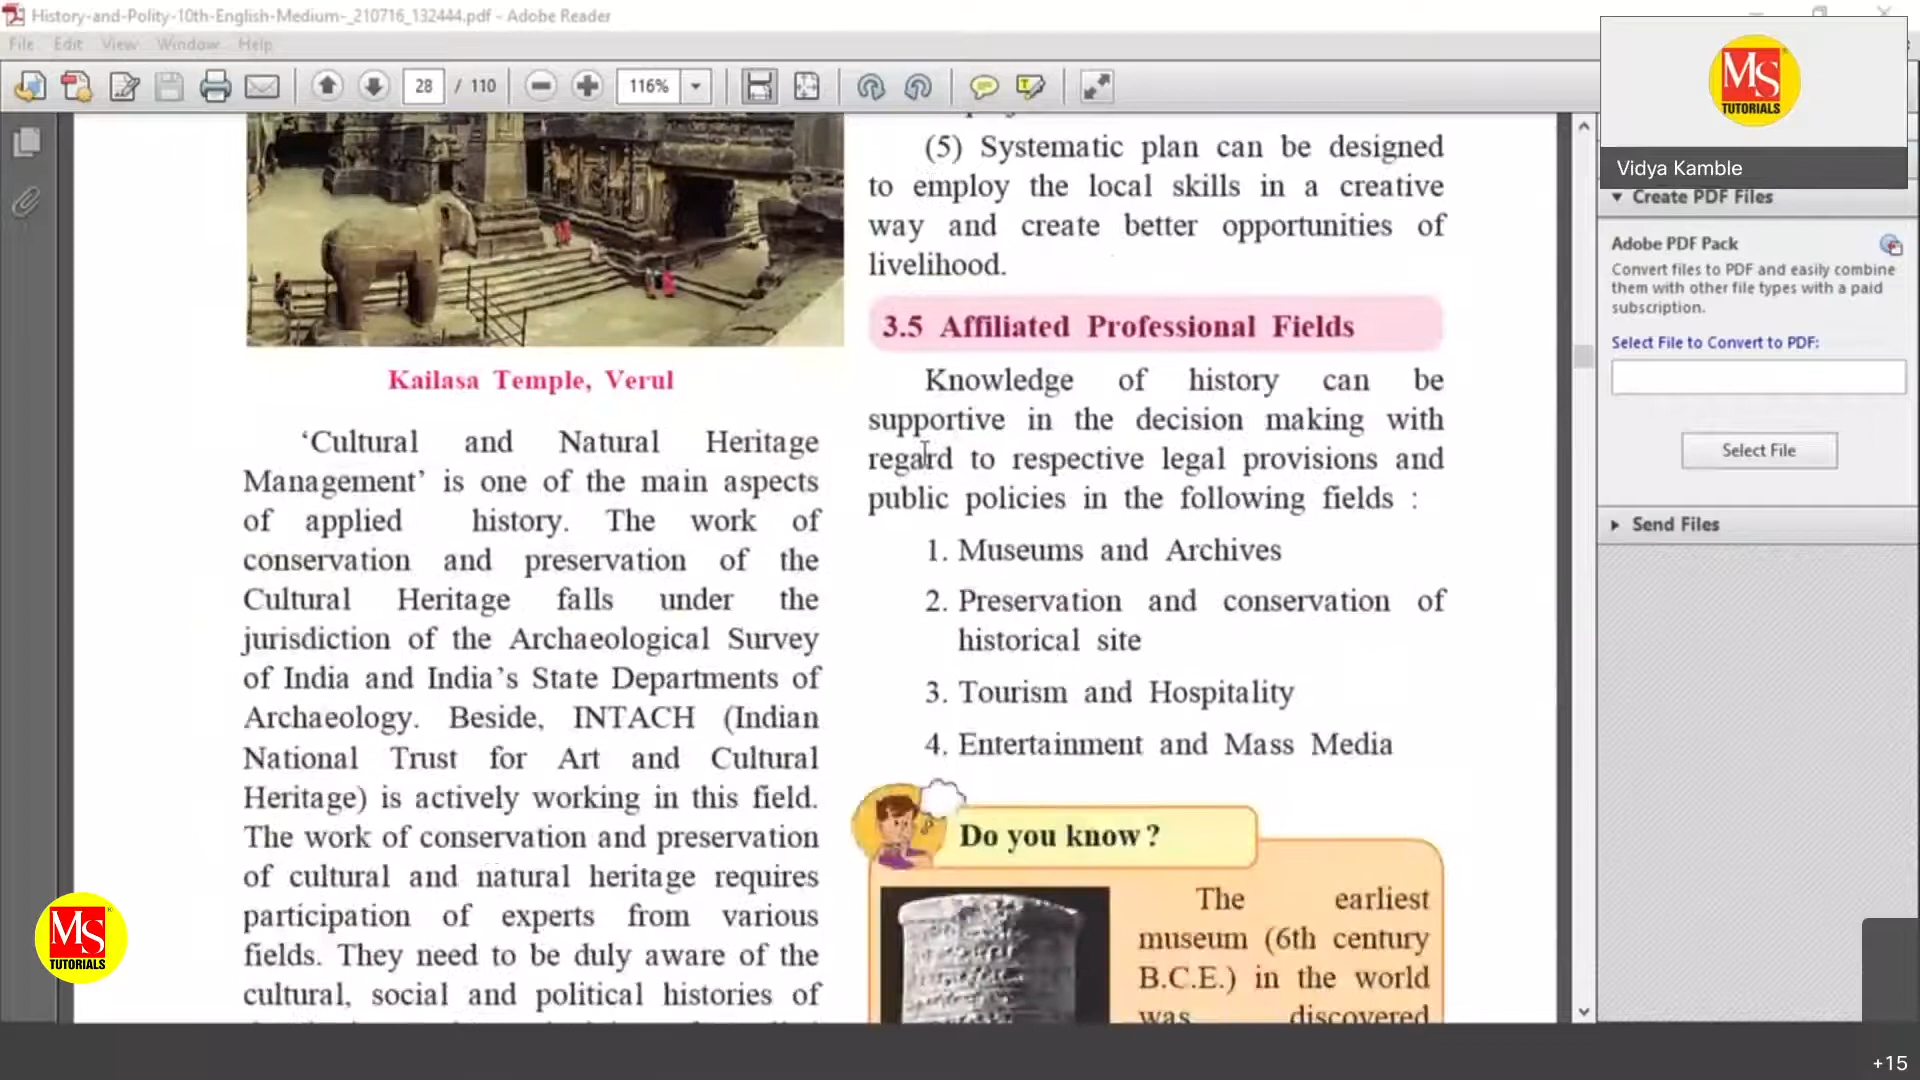 History-and-Polity-10th-English-Medium-_210716_132444.pdf - Adobe Reader
File Edit View Window Help
28 / 110
116%
Kailasa Temple, Verul
‘Cultural and Natural Heritage
Management’ is one of the main aspects
of applied history. The work of
conservation and preservation of the
Cultural Heritage falls under the
jurisdiction of the Archaeological Survey
of India and India’s State Departments of
Archaeology. Beside, INTACH (Indian
National Trust for Art and Cultural
Heritage) is actively working in this field.
The work of conservation and preservation
of cultural and natural heritage requires
participation of experts from various
fields. They need to be duly aware of the
cultural, social and political histories of
(5) Systematic plan can be designed
to employ the local skills in a creative
way and create better opportunities of
livelihood.
3.5 Affiliated Professional Fields
Knowledge of history can be
supportive in the decision making with
regard to respective legal provisions and
public policies in the following fields :
1. Museums and Archives
2. Preservation and conservation of
historical site
3. Tourism and Hospitality
4. Entertainment and Mass Media
Do you know?
The earliest
museum (6th century
B.C.E.) in the world
was discovered
MS
TUTORIALS
Vidya Kamble
Create PDF Files
Adobe PDF Pack
Convert files to PDF and easily combine
them with other file types with a paid
subscription.
Select File to Convert to PDF:
Select File
Send Files
MS
TUTORIALS
+15